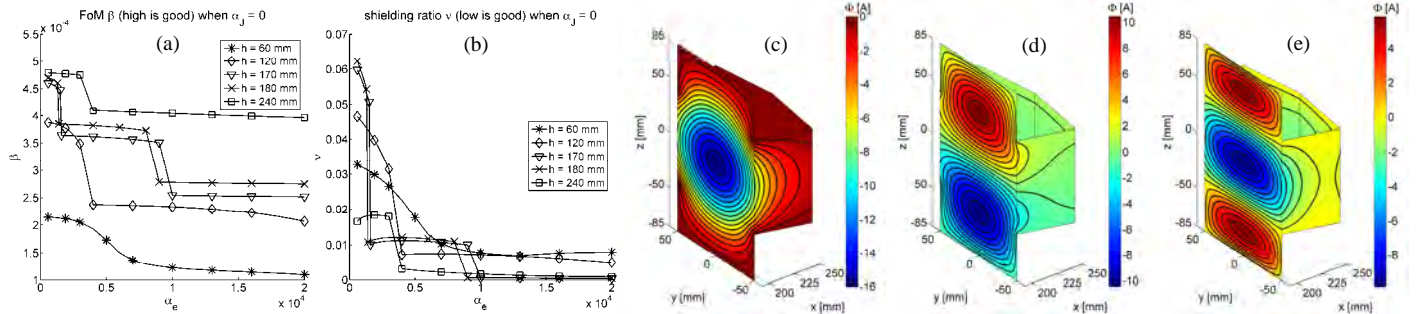 FoM β (high is good) when α_J = 0
x 10⁻⁴
(a)
h = 60 mm
h = 120 mm
h = 170 mm
h = 180 mm
h = 240 mm
5.5
5
4.5
4
3.5
3
2.5
2
1.5
1
β
0 0.5 1 1.5 2
α_e
x 10⁴
shielding ratio ν (low is good) when α_J = 0
(b)
h = 60 mm
h = 120 mm
h = 170 mm
h = 180 mm
h = 240 mm
0.07
0.06
0.05
0.04
0.03
0.02
0.01
0
ν
0 0.5 1 1.5 2
α_e
x 10⁴
(c)
Φ [A]
0
-2
-4
-6
-8
-10
-12
-14
-16
85
50
0
-50
-85
z [mm]
50
0
-50
y [mm]
200
225
250
x [mm]
(d)
Φ [A]
10
8
6
4
2
0
-2
-4
-6
-8
-10
85
50
0
-50
-85
z [mm]
50
0
-50
y [mm]
200
225
250
x [mm]
(e)
Φ [A]
4
2
0
-2
-4
-6
-8
85
50
0
-50
-85
z [mm]
50
0
-50
y [mm]
200
225
250
x [mm]